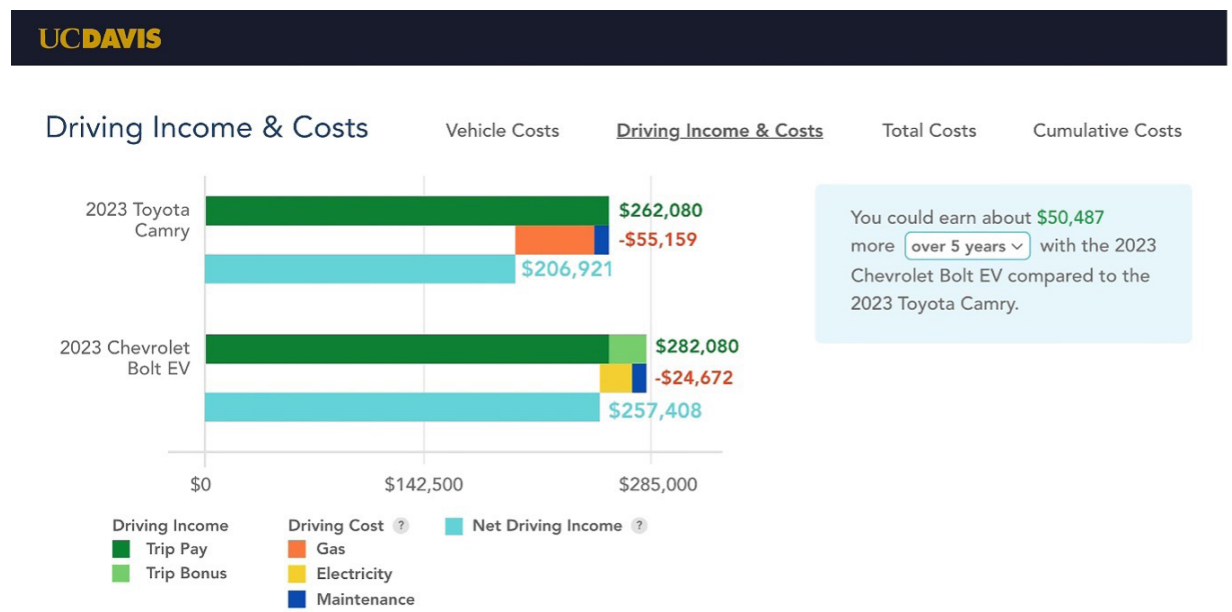 UCDAVIS
Driving Income & Costs
Vehicle Costs
Driving Income & Costs
Total Costs
Cumulative Costs
2023 Toyota
Camry
$262,080
-$55,159
$206,921
2023 Chevrolet
Bolt EV
$282,080
-$24,672
$257,408
$0
$142,500
$285,000
Driving Income
Trip Pay
Trip Bonus
Driving Cost ?
Gas
Electricity
Maintenance
Net Driving Income ?
You could earn about $50,487
more over 5 years with the 2023
Chevrolet Bolt EV compared to the
2023 Toyota Camry.